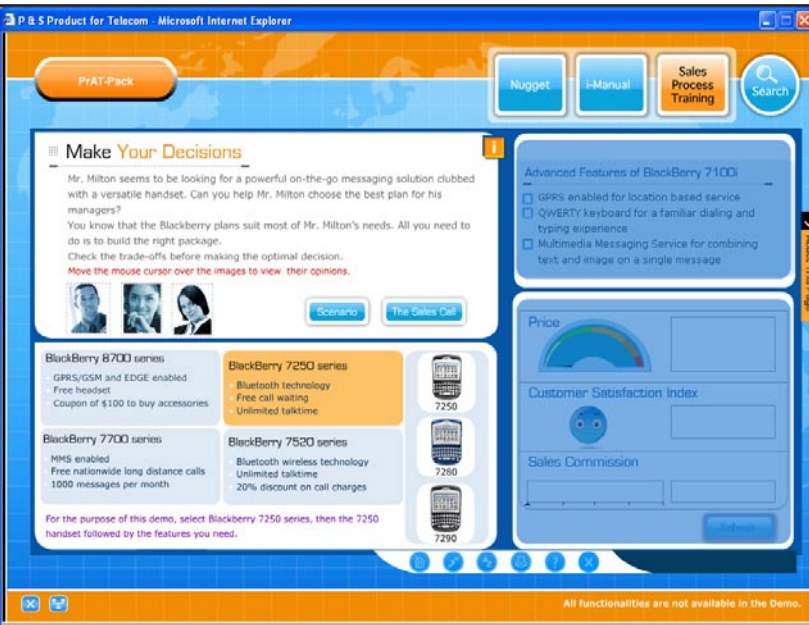 P & S Product for Telecom - Microsoft Internet Explorer
PrAT-Pack
Nugget
i-Manual
Sales
Process
Training
Search
Make Your Decisions
i
Mr. Milton seems to be looking for a powerful on-the-go messaging solution clubbed
with a versatile handset. Can you help Mr. Milton choose the best plan for his
managers?
You know that the Blackberry plans suit most of Mr. Milton's needs. All you need to
do is to build the right package.
Check the trade-offs before making the optimal decision.
Move the mouse cursor over the images to view their opinions.
Scenario
The Sales Call
Advanced Features of BlackBerry 7100i
GPRS enabled for location based service
QWERTY keyboard for a familiar dialing and
typing experience
Multimedia Messaging Service for combining
text and image on a single message
BlackBerry 8700 series
GPRS/GSM and EDGE enabled
Free headset
Coupon of $100 to buy accessories
BlackBerry 7250 series
Bluetooth technology
Free call waiting
Unlimited talktime
BlackBerry 7700 series
MMS enabled
Free nationwide long distance calls
1000 messages per month
BlackBerry 7520 series
Bluetooth wireless technology
Unlimited talktime
20% discount on call charges
7250
7280
7290
For the purpose of this demo, select Blackberry 7250 series, then the 7250
handset followed by the features you need.
Price
Customer Satisfaction Index
Sales Commission
?
All functionalities are not available in the Demo.